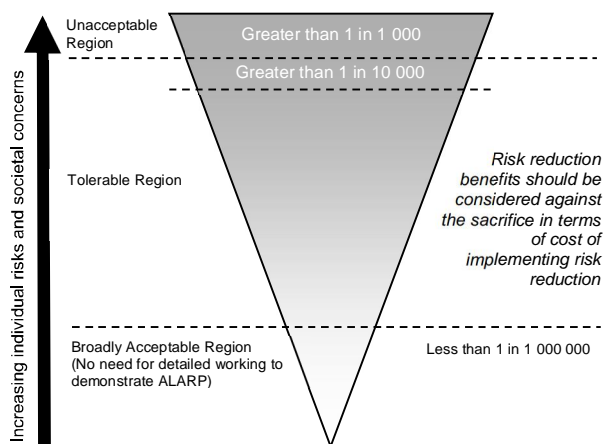 Unacceptable
Region
Greater than 1 in 1 000
Greater than 1 in 10 000
Increasing individual risks and societal concerns
Tolerable Region
Risk reduction
benefits should be
considered against
the sacrifice in terms
of cost of
implementing risk
reduction
Broadly Acceptable Region
(No need for detailed working to
demonstrate ALARP)
Less than 1 in 1 000 000